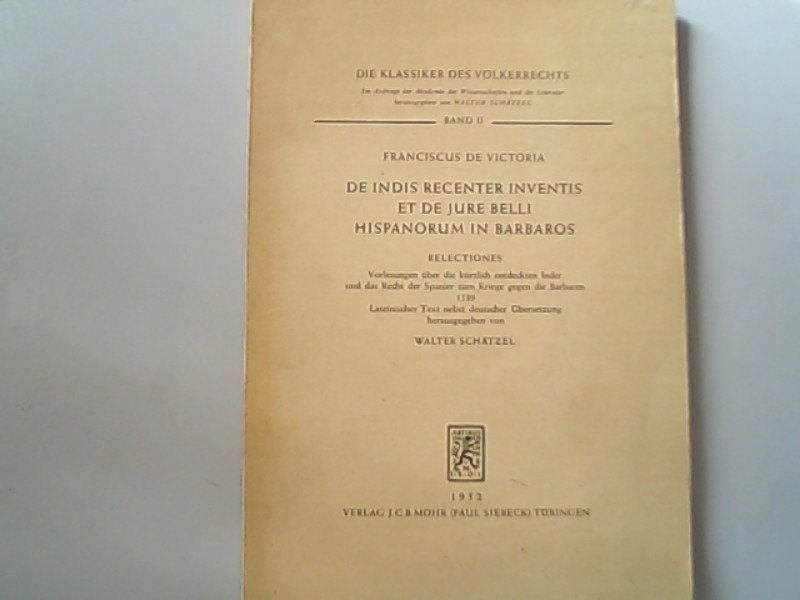 DIE KLASSIKER DES VÖLKERRECHTS
Im Auftrage der Akademie der Wissenschaften und der Literatur
herausgegeben von WALTER SCHÄTZEL
BAND II
FRANCISCUS DE VICTORIA
DE INDIS RECENTER INVENTIS
ET DE JURE BELLI
HISPANORUM IN BARBAROS
RELECTIONES
Vorlesungen über die kürzlich entdeckten Inder
und das Recht der Spanier zum Kriege gegen die Barbaren
1539
Lateinischer Text nebst deutscher Übersetzung
herausgegeben von
WALTER SCHÄTZEL
ARTIBUS
1952
VERLAG J.C.B.MOHR (PAUL SIEBECK) TÜBINGEN